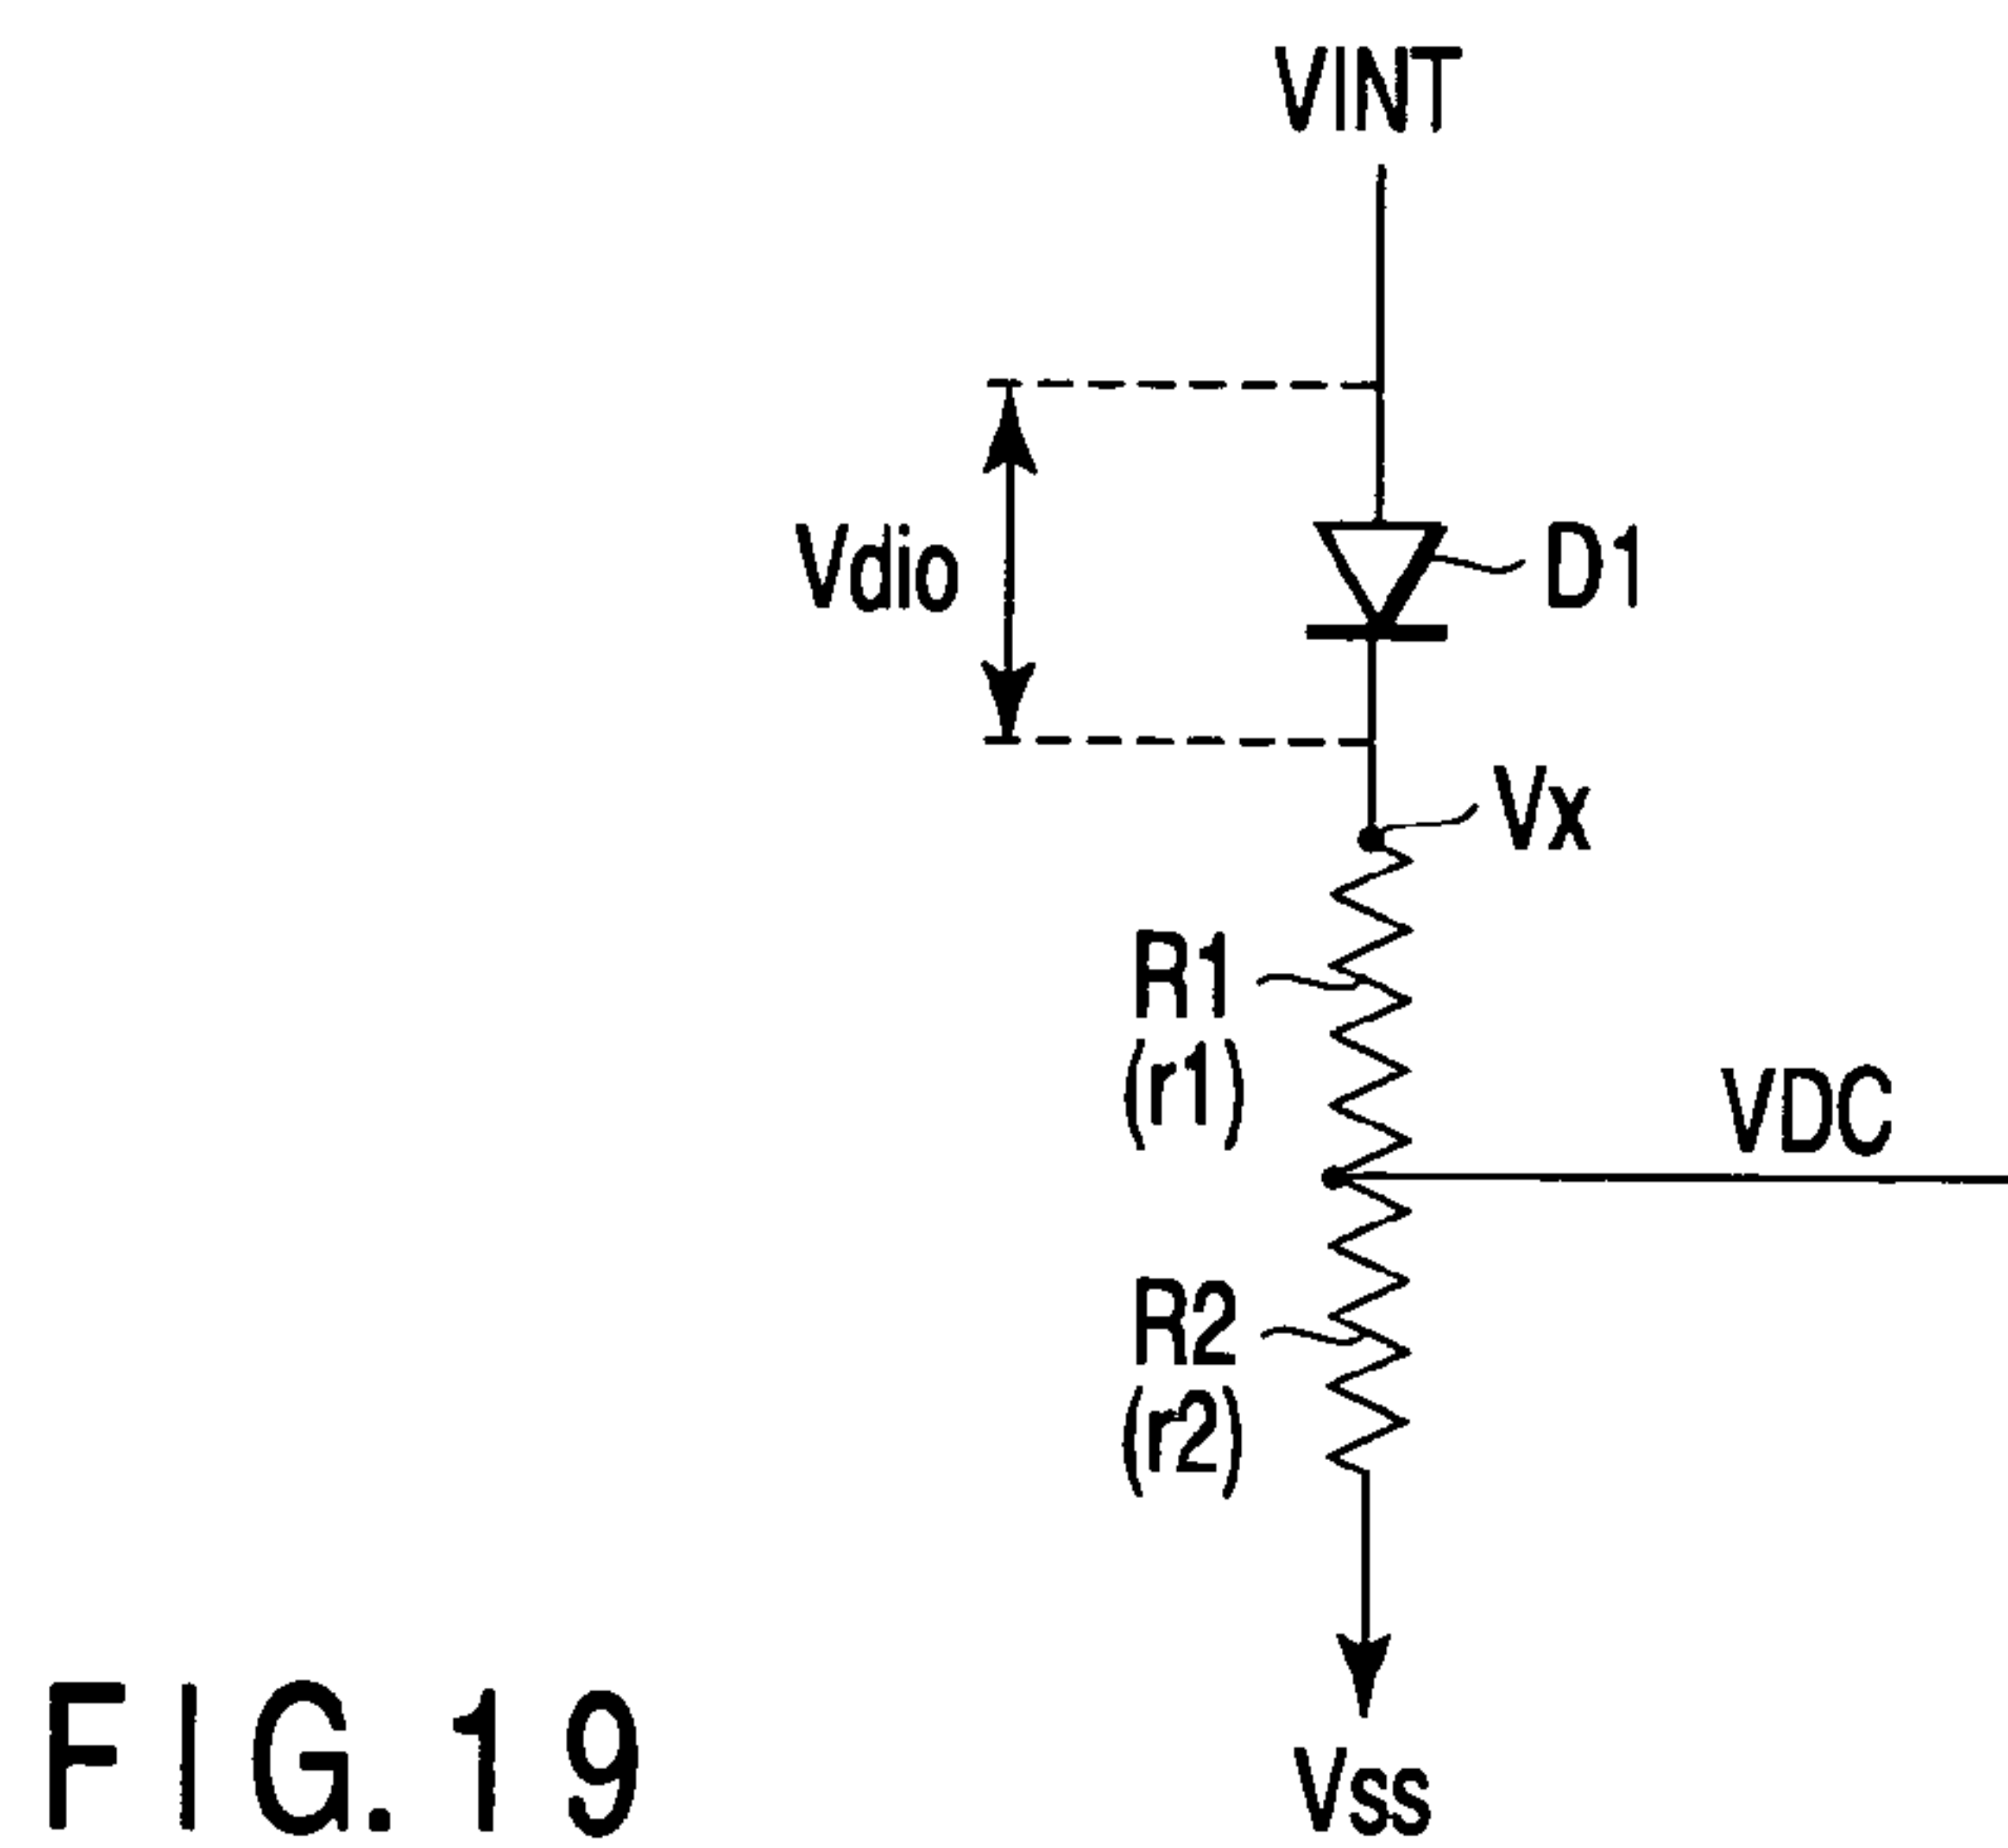 VINT
Vdio
D1
Vx
R1
(r1)
VDC
R2
(r2)
Vss
FIG.19